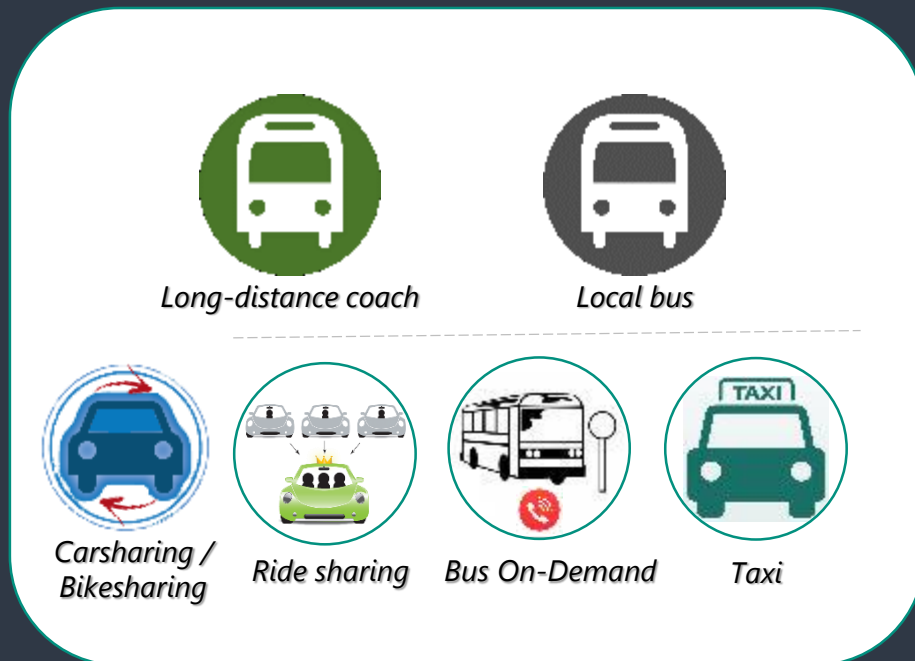 Long-distance coach
Local bus
TAXI
Carsharing /
Bikesharing
Ride sharing
Bus On-Demand
Taxi